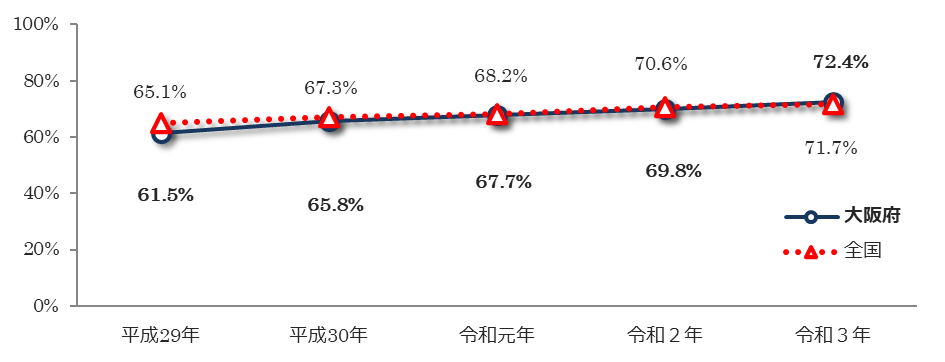 100%
80%
60%
40%
20%
0%
65.1%
67.3%
68.2%
70.6%
72.4%
61.5%
65.8%
67.7%
69.8%
71.7%
大阪府
全国
平成29年
平成30年
令和元年
令和２年
令和３年